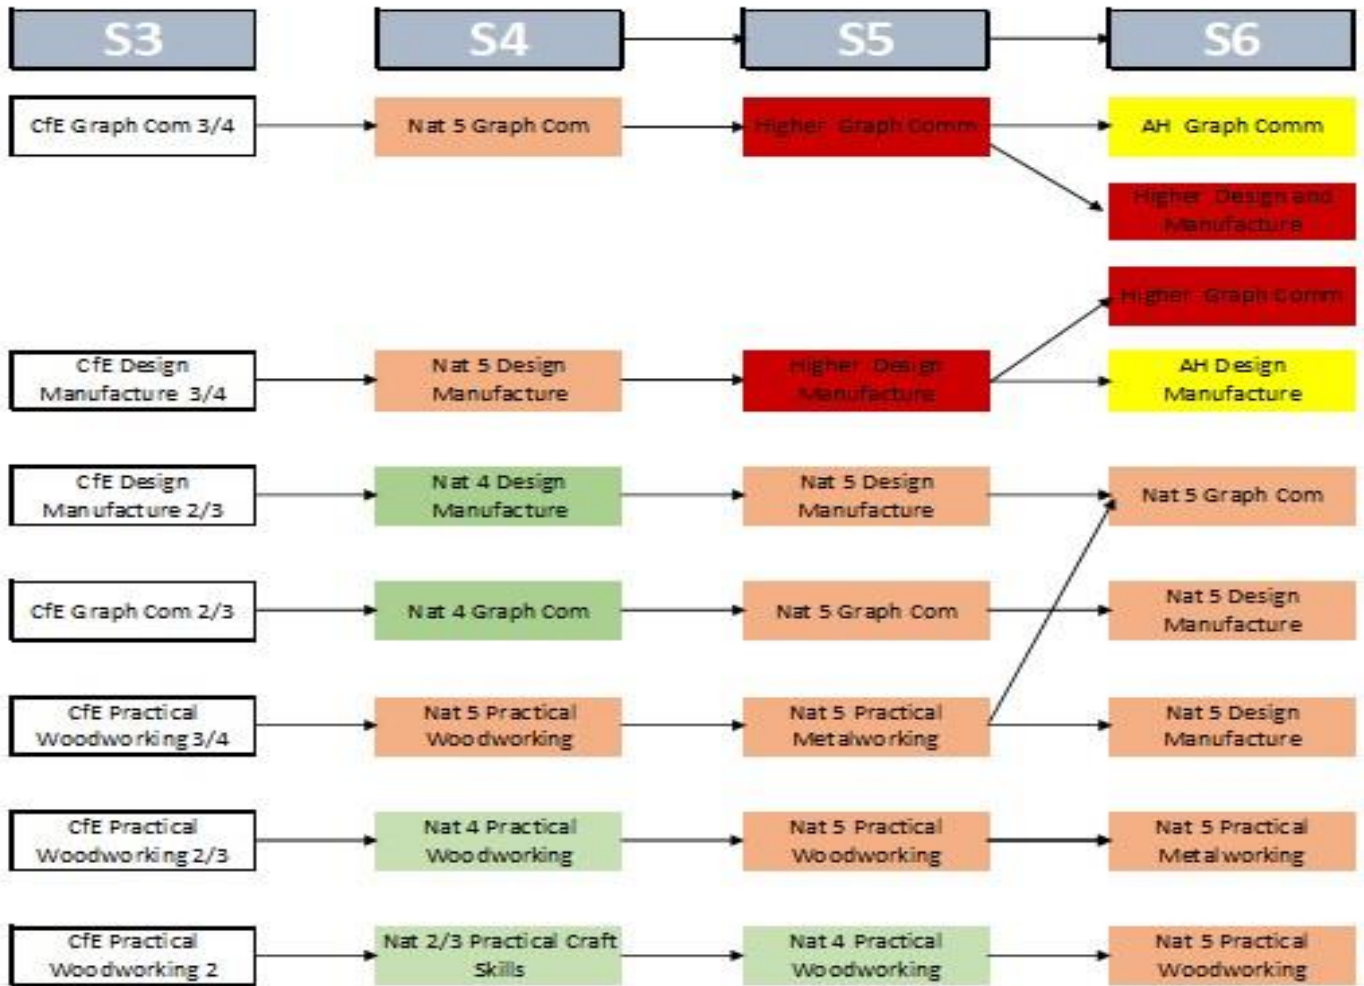 S3 S4 S5 S6
CfE Graph Com 3/4
Nat 5 Graph Com
Higher Graph Comm
AH Graph Comm
Higher Design and
Manufacture
Higher Graph Comm
CfE Design
Manufacture 3/4
Nat 5 Design
Manufacture
Higher Design
Manufacture
AH Design
Manufacture
CfE Design
Manufacture 2/3
Nat 4 Design
Manufacture
Nat 5 Design
Manufacture
Nat 5 Graph Com
CfE Graph Com 2/3
Nat 4 Graph Com
Nat 5 Graph Com
Nat 5 Design
Manufacture
CfE Practical
Woodworking 3/4
Nat 5 Practical
Woodworking
Nat 5 Practical
Metalworking
Nat 5 Design
Manufacture
CfE Practical
Woodworking 2/3
Nat 4 Practical
Woodworking
Nat 5 Practical
Woodworking
Nat 5 Practical
Metalworking
CfE Practical
Woodworking 2
Nat 2/3 Practical Craft
Skills
Nat 4 Practical
Woodworking
Nat 5 Practical
Woodworking